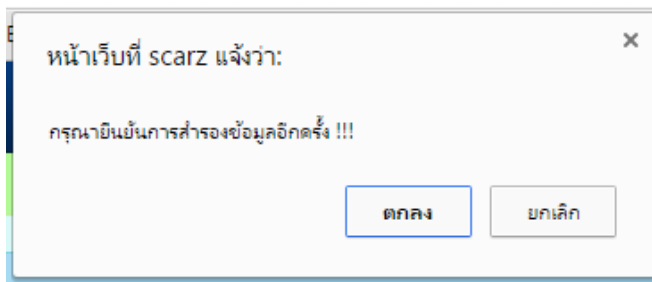 หน้าเว็บที่ scarz แจ้งว่า:
กรุณายืนยันการสำรองข้อมูลอีกครั้ง !!!
ตกลง ยกเลิก